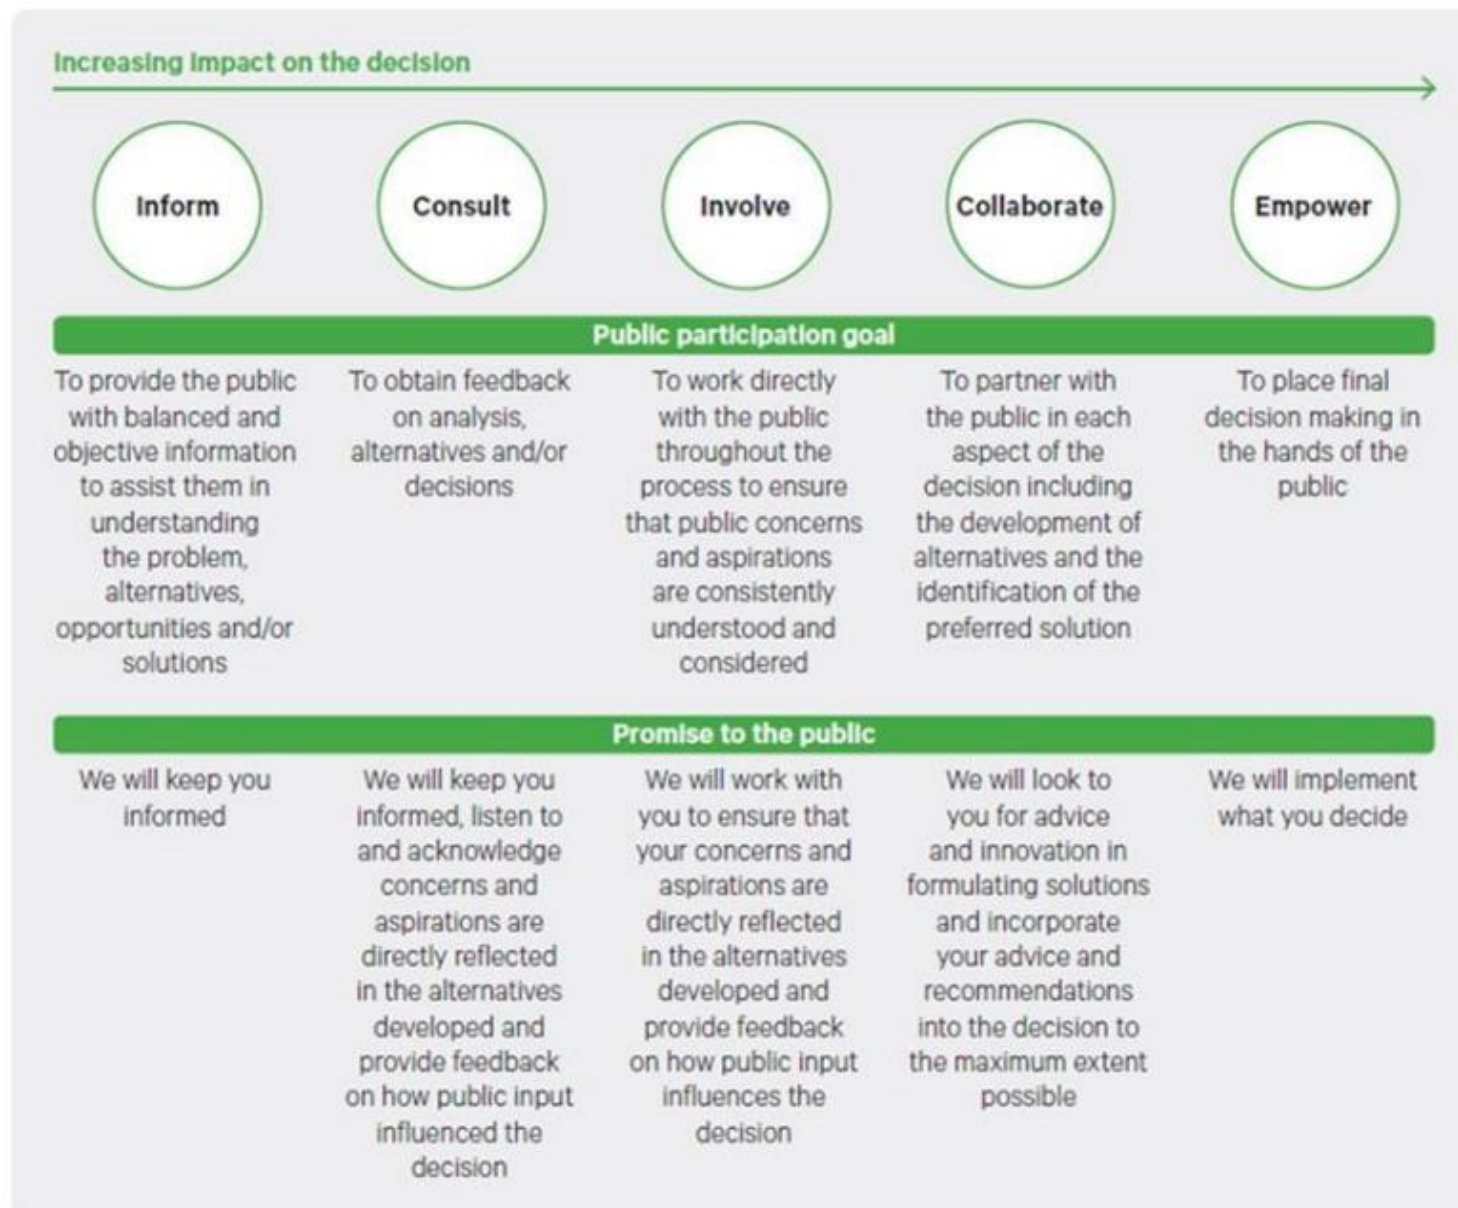 Increasing impact on the decision
Inform
Consult
Involve
Collaborate
Empower
Public participation goal
To provide the public
with balanced and
objective information
to assist them in
understanding
the problem,
alternatives,
opportunities and/or
solutions
To obtain feedback
on analysis,
alternatives and/or
decisions
To work directly
with the public
throughout the
process to ensure
that public concerns
and aspirations
are consistently
understood and
considered
To partner with
the public in each
aspect of the
decision including
the development of
alternatives and the
identification of the
preferred solution
To place final
decision making in
the hands of the
public
Promise to the public
We will keep you
informed
We will keep you
informed, listen to
and acknowledge
concerns and
aspirations are
directly reflected
in the alternatives
developed and
provide feedback
on how public input
influenced the
decision
We will work with
you to ensure that
your concerns and
aspirations are
directly reflected
in the alternatives
developed and
provide feedback
on how public input
influences the
decision
We will look to
you for advice
and innovation in
formulating solutions
and incorporate
your advice and
recommendations
into the decision to
the maximum extent
possible
We will implement
what you decide